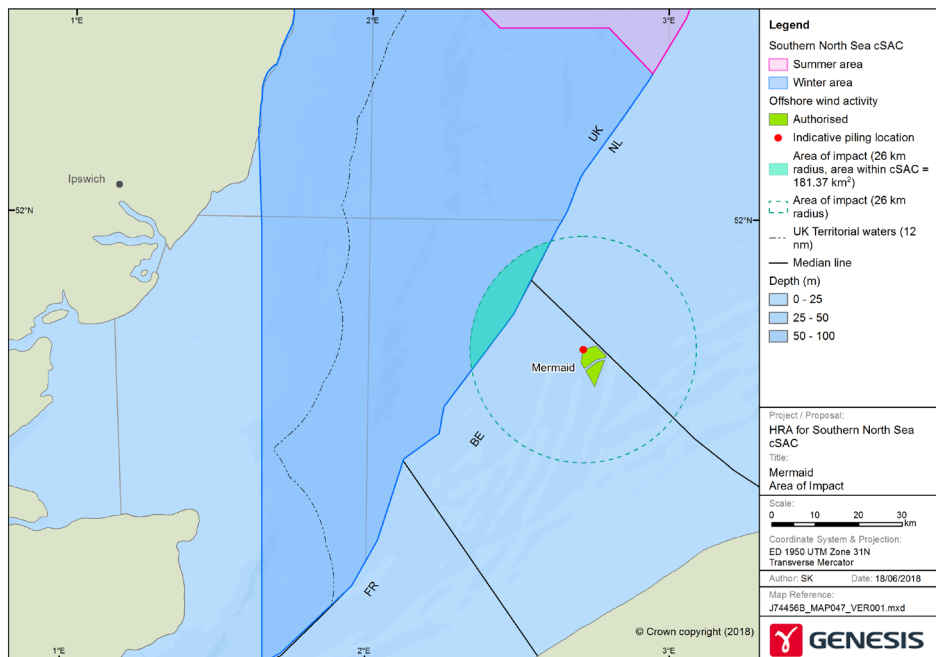 1°E
2°E
3°E
Ipswich
52°N
52°N
UK
NL
Mermaid
BE
FR
© Crown copyright (2018)
1°E
2°E
3°E
Legend
Southern North Sea cSAC
Summer area
Winter area
Offshore wind activity
Authorised
Indicative piling location
Area of impact (26 km
radius, area within cSAC =
181.37 km²)
Area of impact (26 km
radius)
UK Territorial waters (12
nm)
Median line
Depth (m)
0 - 25
25 - 50
50 - 100
Project / Proposal:
HRA for Southern North Sea
cSAC
Title:
Mermaid
Area of Impact
Scale:
0 10 20 30
km
Coordinate System & Projection:
ED 1950 UTM Zone 31N
Transverse Mercator
Author: SK Date: 18/06/2018
Map Reference:
J74456B_MAP047_VER001.mxd
GENESIS